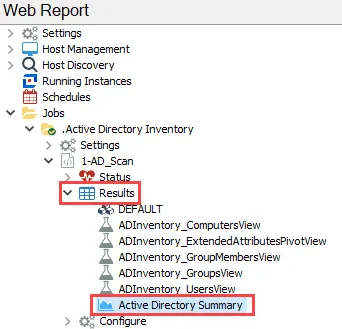 Web Report
Settings
Host Management
Host Discovery
Running Instances
Schedules
Jobs
.Active Directory Inventory
Settings
1-AD_Scan
Status
Results
DEFAULT
ADInventory_ComputersView
ADInventory_ExtendedAttributesPivotView
ADInventory_GroupMembersView
ADInventory_GroupsView
ADInventory_UsersView
Active Directory Summary
Configure